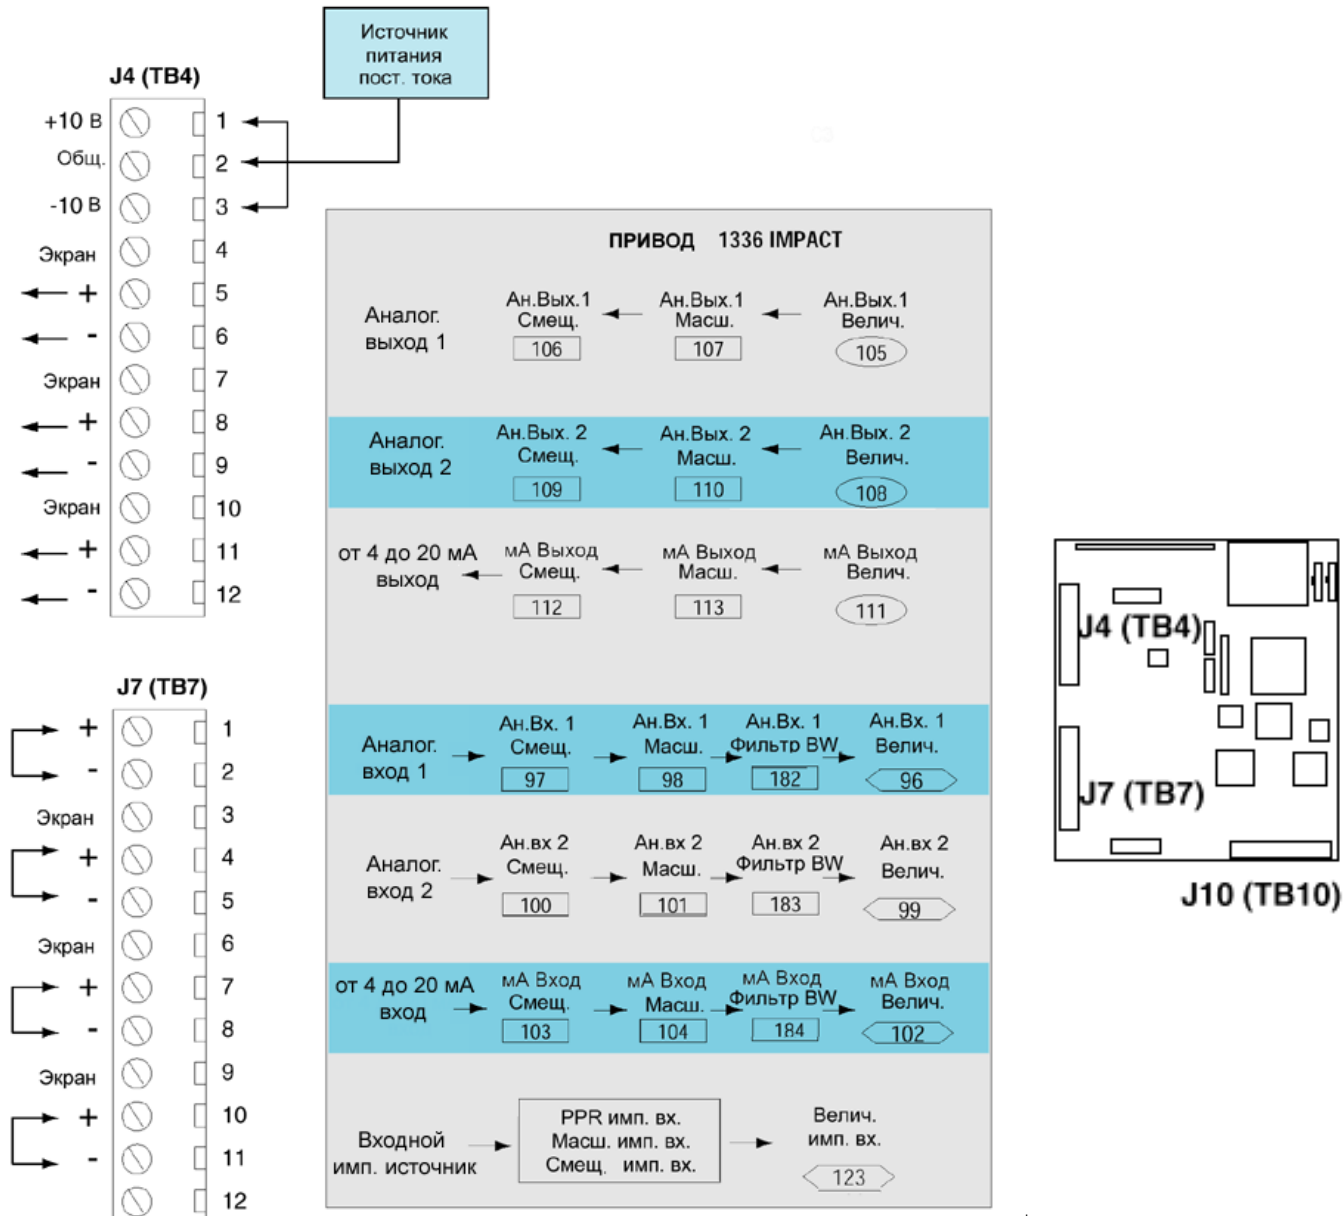 Источник
питания
пост. тока
J4 (TB4)
+10 В
1
Общ.
2
-10 В
3
Экран
4
+
5
-
6
Экран
7
+
8
-
9
Экран
10
+
11
-
12
J7 (TB7)
+
1
-
2
Экран
3
+
4
-
5
Экран
6
+
7
-
8
Экран
9
+
10
-
11
12
ПРИВОД 1336 IMPACT
Аналог.
выход 1
Ан.Вых.1
Смещ.
106
Ан.Вых.1
Масш.
107
Ан.Вых.1
Велич.
105
Аналог.
выход 2
Ан.Вых. 2
Смещ.
109
Ан.Вых. 2
Масш.
110
Ан.Вых. 2
Велич.
108
от 4 до 20 мА
выход
мА Выход
Смещ.
112
мА Выход
Масш.
113
мА Выход
Велич.
111
Аналог.
вход 1
Ан.Вх. 1
Смещ.
97
Ан.Вх. 1
Масш.
98
Ан.Вх. 1
Фильтр BW
182
Ан.Вх. 1
Велич.
96
Аналог.
вход 2
Ан.вх 2
Смещ.
100
Ан.вх 2
Масш.
101
Ан.вх 2
Фильтр BW
183
Ан.вх 2
Велич.
99
от 4 до 20 мА
вход
мА Вход
Смещ.
103
мА Вход
Масш.
104
мА Вход
Фильтр BW
184
мА Вход
Велич.
102
Входной
имп. источник
PPR имп. вх.
Масш. имп. вх.
Смещ. имп. вх.
Велич.
имп. вх.
123
J4 (TB4)
J7 (TB7)
J10 (TB10)